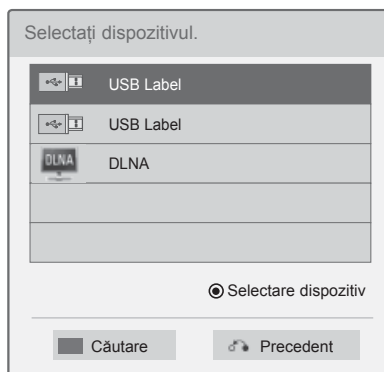 Selectați dispozitivul.
USB Label
USB Label
DLNA DLNA
Selectare dispozitiv
Căutare Precedent